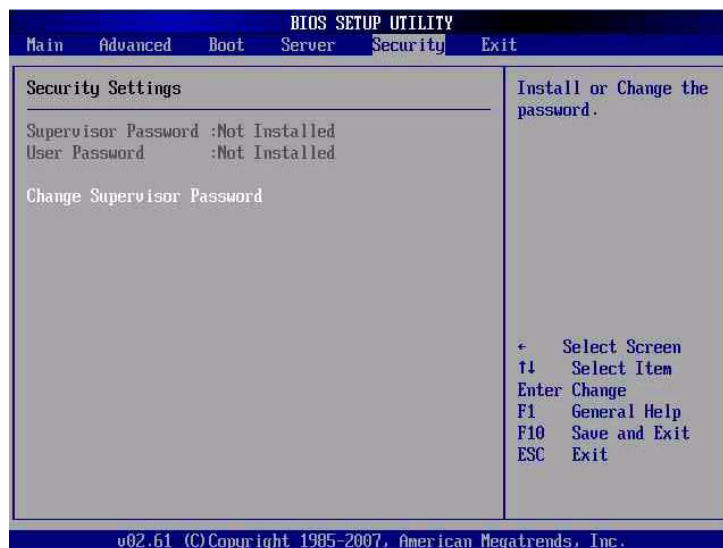 BIOS SETUP UTILITY
Main Advanced Boot Server Security Exit
Security Settings
Supervisor Password :Not Installed
User Password :Not Installed
Change Supervisor Password
Install or Change the
password.
← Select Screen
↑↓ Select Item
Enter Change
F1 General Help
F10 Save and Exit
ESC Exit
v02.61 (C)Copyright 1985-2007, American Megatrends, Inc.